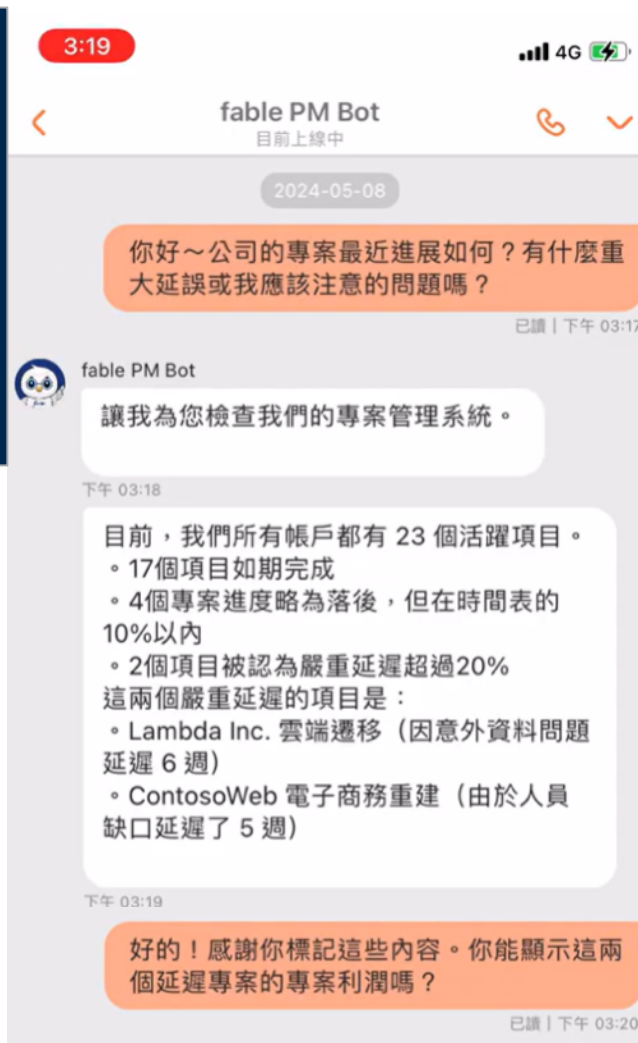 3:19
4G
fable PM Bot
目前上線中
2024-05-08
你好～公司的專案最近進展如何？有什麼重
大延誤或我應該注意的問題嗎？
已讀 | 下午 03:17
fable PM Bot
讓我為您檢查我們的專案管理系統。
下午 03:18
目前，我們所有帳戶都有 23 個活躍項目。
。17個項目如期完成
。4個專案進度略為落後，但在時間表的
10%以內
。2個項目被認為嚴重延遲超過20%
這兩個嚴重延遲的項目是：
。Lambda Inc. 雲端遷移（因意外資料問題
延遲 6 週）
。ContosoWeb 電子商務重建（由於人員
缺口延遲了 5 週）
下午 03:19
好的！感謝你標記這些內容。你能顯示這兩
個延遲專案的專案利潤嗎？
已讀 | 下午 03:20